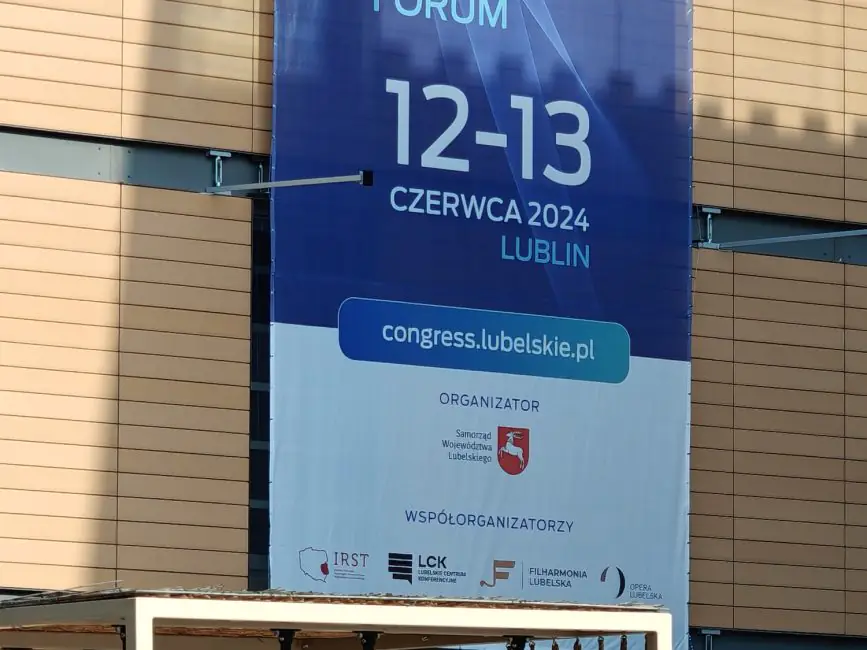 FORUM
12-13
CZERWCA 2024
LUBLIN
congress.lubelskie.pl
ORGANIZATOR
Samorząd
Województwa
Lubelskiego
WSPÓŁORGANIZATORZY
IRST
LCK
LUBELSKIE CENTRUM
KONFERENCYJNE
FILHARMONIA
LUBELSKA
OPERA
LUBELSKA